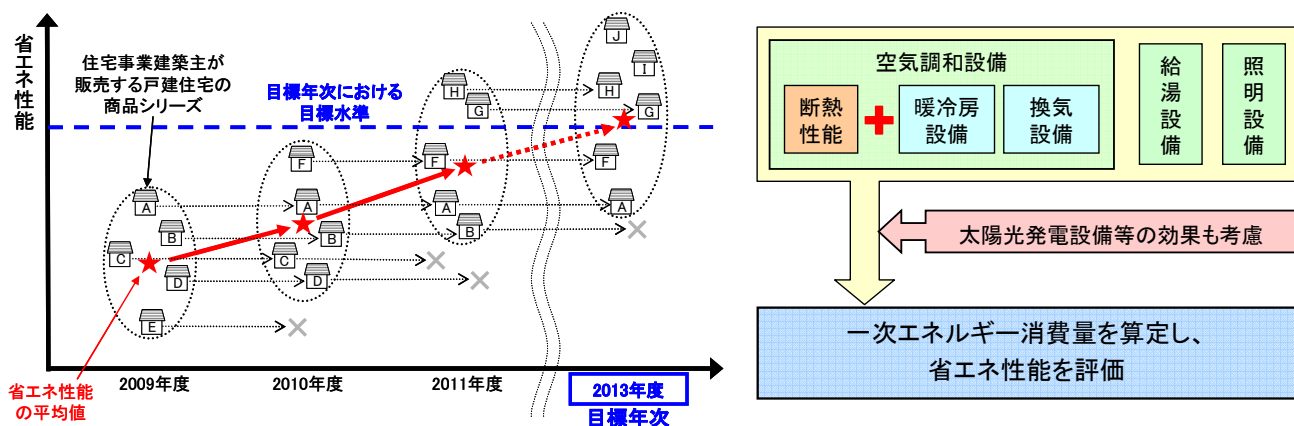 省エネ性能
住宅事業建築主が
販売する戸建住宅の
商品シリーズ
目標年次における
目標水準
A
B
C
D
E
F
A
B
C
D
H
G
F
A
B
J
I
H
G
F
A
省エネ性能
の平均値
2009年度
2010年度
2011年度
2013年度
目標年次
空気調和設備
断熱
性能
暖冷房
設備
換気
設備
給湯設備
照明設備
太陽光発電設備等の効果も考慮
一次エネルギー消費量を算定し、
省エネ性能を評価